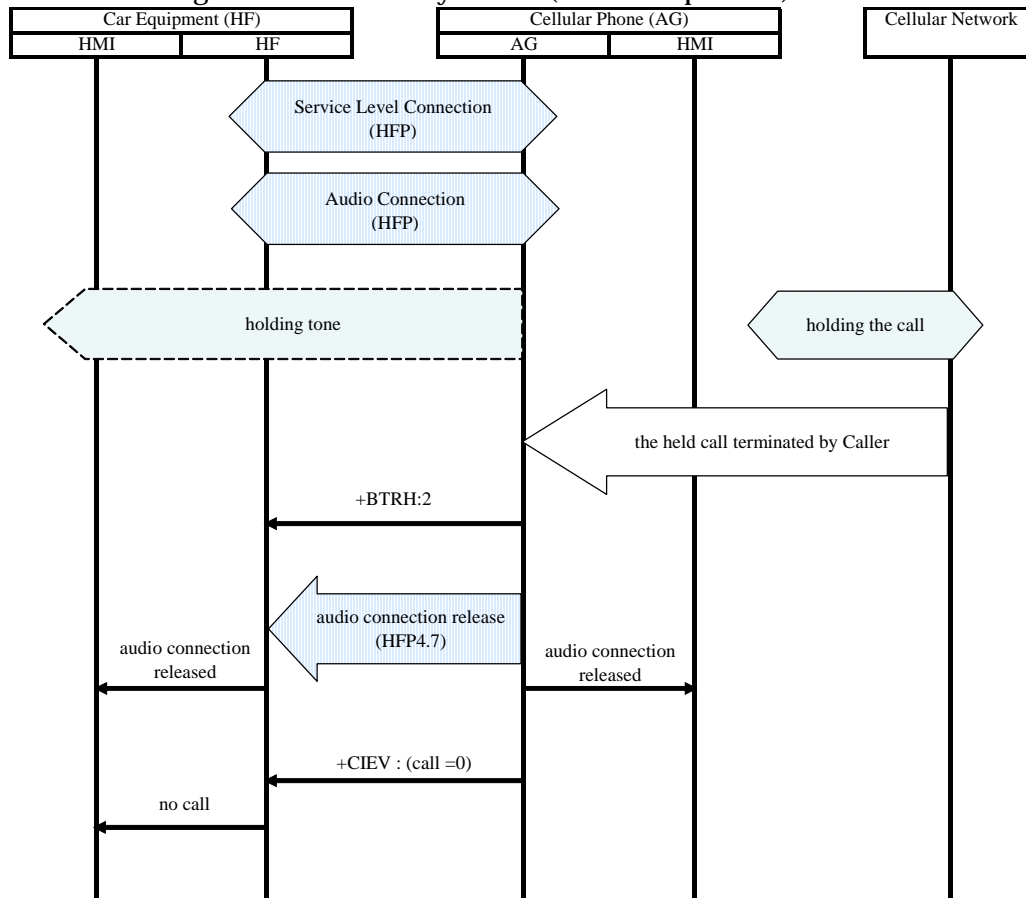 Car Equipment (HF)
Cellular Phone (AG)
Cellular Network
HMI
HF
AG
HMI
Service Level Connection
(HFP)
Audio Connection
(HFP)
holding tone
holding the call
the held call terminated by Caller
+BTRH:2
audio connection release
(HFP4.7)
audio connection
released
audio connection
released
+CIEV : (call =0)
no call